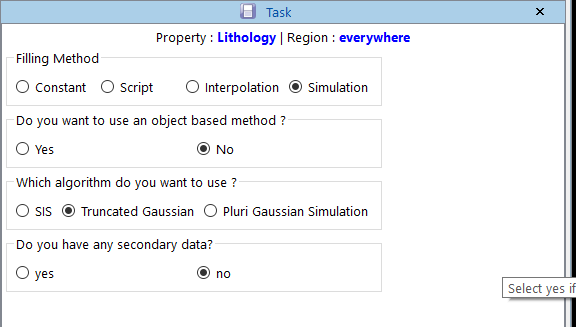 Task
Property : Lithology | Region : everywhere
Filling Method
Constant Script Interpolation Simulation
Do you want to use an object based method ?
Yes No
Which algorithm do you want to use ?
SIS Truncated Gaussian Pluri Gaussian Simulation
Do you have any secondary data?
yes no
Select yes if